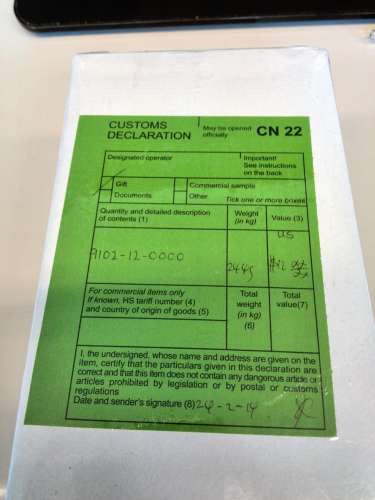 CUSTOMS
DECLARATION
May be opened
officially
CN 22
Designated operator
Important!
See instructions
on the back
Gift
Commercial sample
Documents
Other
Tick one or more boxes
Quantity and detailed description
of contents (1)
Weight
(in kg)
Value (3)
US
9102-12-0000
244g
For commercial items only
If known, HS tariff number (4)
and country of origin of goods (5)
Total
weight
(in kg)
(6)
Total
value(7)
I, the undersigned, whose name and address are given on the
item, certify that the particulars given in this declaration are
correct and that this item does not contain any dangerous article or
articles prohibited by legislation or by postal or customs
regulations
Date and sender's signature (8) 24-2-14